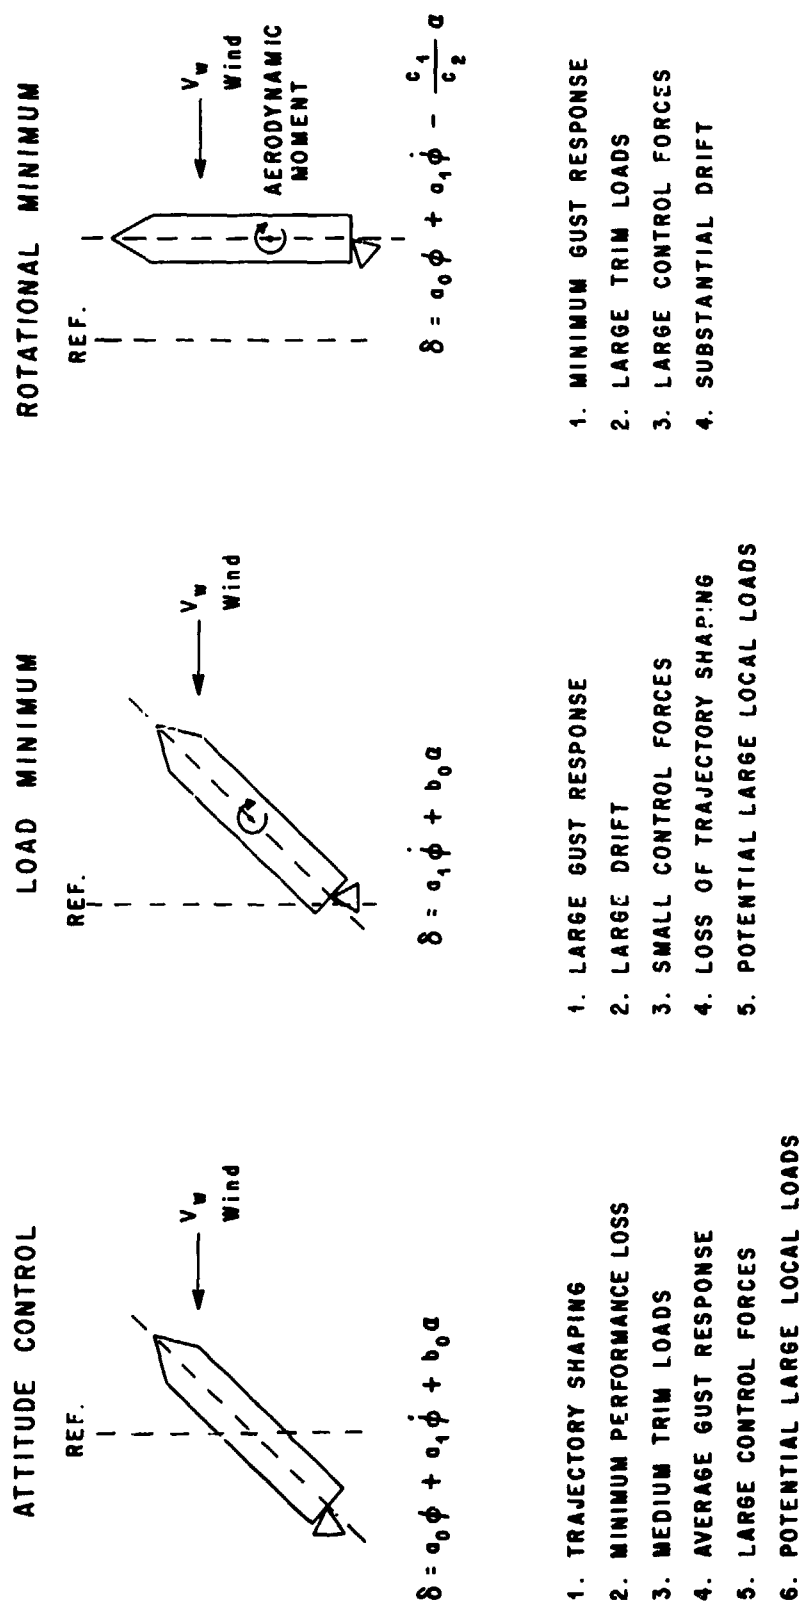 ATTITUDE CONTROL
REF.
V_w
Wind
δ = a₀ϕ + a₁ϕ̇ + b₀α
1. TRAJECTORY SHAPING
2. MINIMUM PERFORMANCE LOSS
3. MEDIUM TRIM LOADS
4. AVERAGE GUST RESPONSE
5. LARGE CONTROL FORCES
6. POTENTIAL LARGE LOCAL LOADS
LOAD MINIMUM
REF.
V_w
Wind
δ = a₁ϕ̇ + b₀α
1. LARGE GUST RESPONSE
2. LARGE DRIFT
3. SMALL CONTROL FORCES
4. LOSS OF TRAJECTORY SHAPING
5. POTENTIAL LARGE LOCAL LOADS
ROTATIONAL MINIMUM
REF.
V_w
Wind
AERODYNAMIC
MOMENT
δ = a₀ϕ + a₁ϕ̇ − c₁/c₂ α
1. MINIMUM GUST RESPONSE
2. LARGE TRIM LOADS
3. LARGE CONTROL FORCES
4. SUBSTANTIAL DRIFT